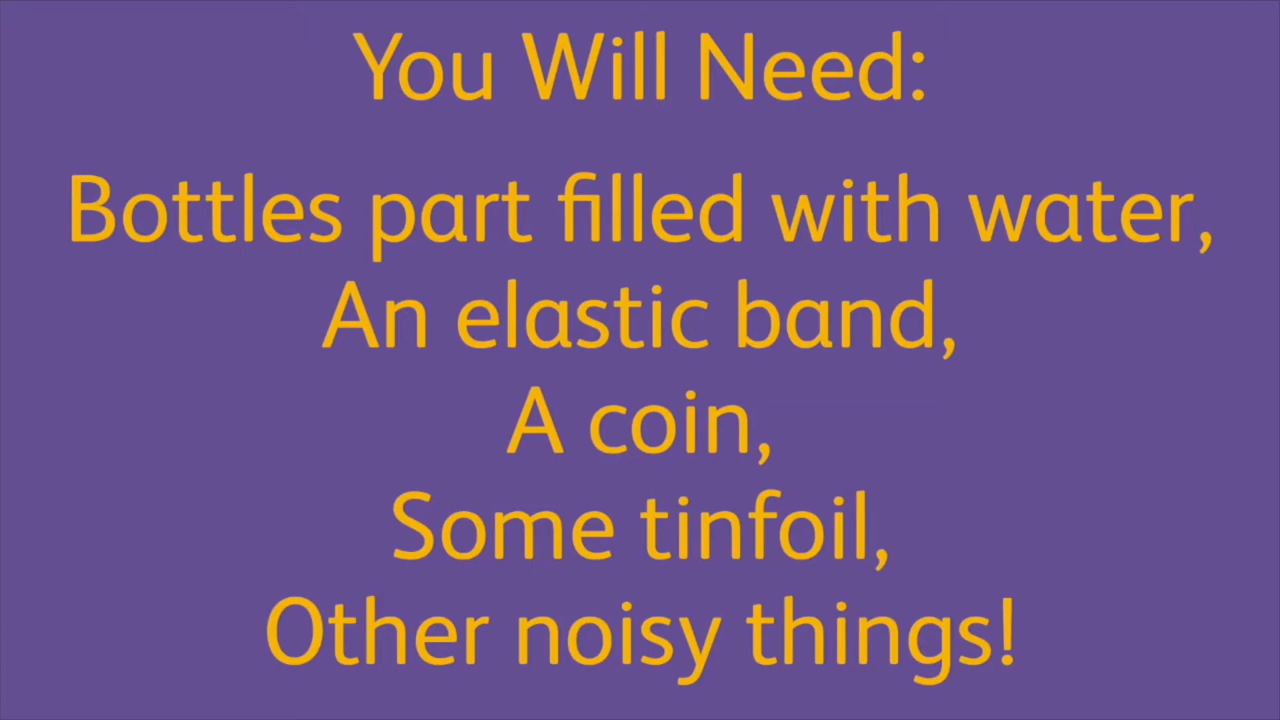 You Will Need:
Bottles part filled with water,
An elastic band,
A coin,
Some tinfoil,
Other noisy things!